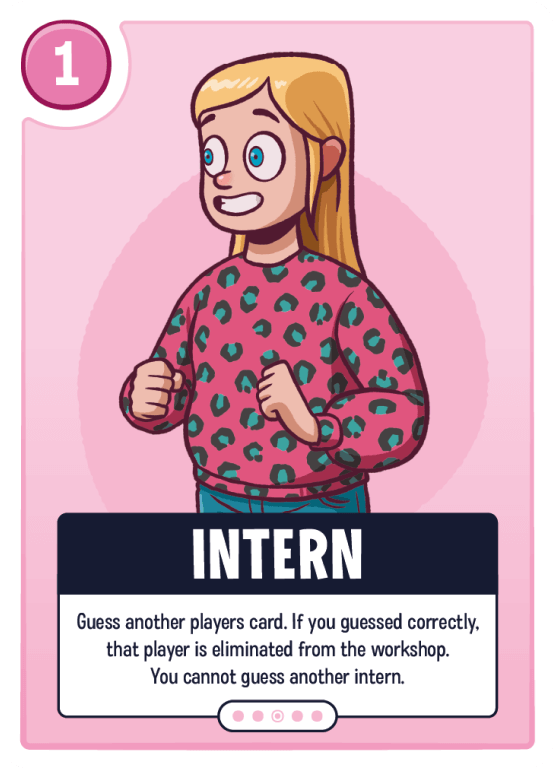 1
INTERN
Guess another players card. If you guessed correctly,
that player is eliminated from the workshop.
You cannot guess another intern.